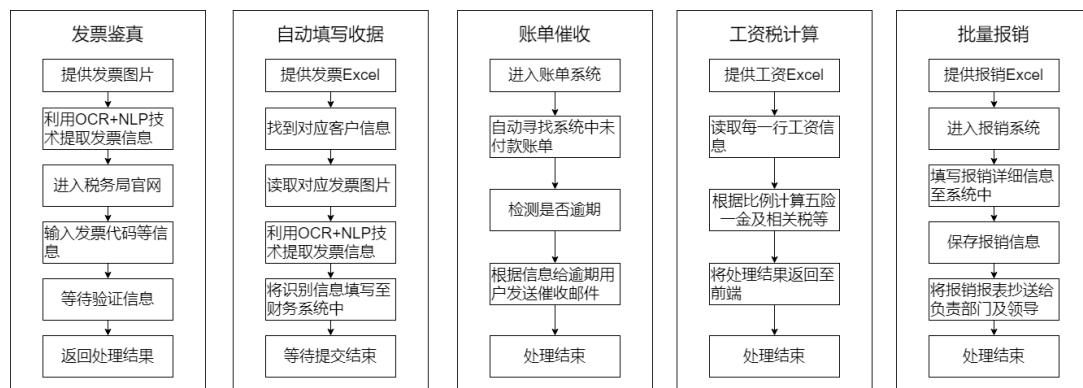 发票鉴真
提供发票图片
利用OCR+NLP技
术提取发票信息
进入税务局官网
输入发票代码等信
息
等待验证信息
返回处理结果
自动填写收据
提供发票Excel
找到对应客户信息
读取对应发票图片
利用OCR+NLP技
术提取发票信息
将识别信息填写至
财务系统中
等待提交结束
账单催收
进入账单系统
自动寻找系统中未
付款账单
检测是否逾期
根据信息给逾期用
户发送催收邮件
处理结束
工资税计算
提供工资Excel
读取每一行工资信
息
根据比例计算五险
一金及相关税等
将处理结果返回至
前端
处理结束
批量报销
提供报销Excel
进入报销系统
填写报销详细信息
至系统中
保存报销信息
将报销报表抄送给
负责部门及领导
处理结束